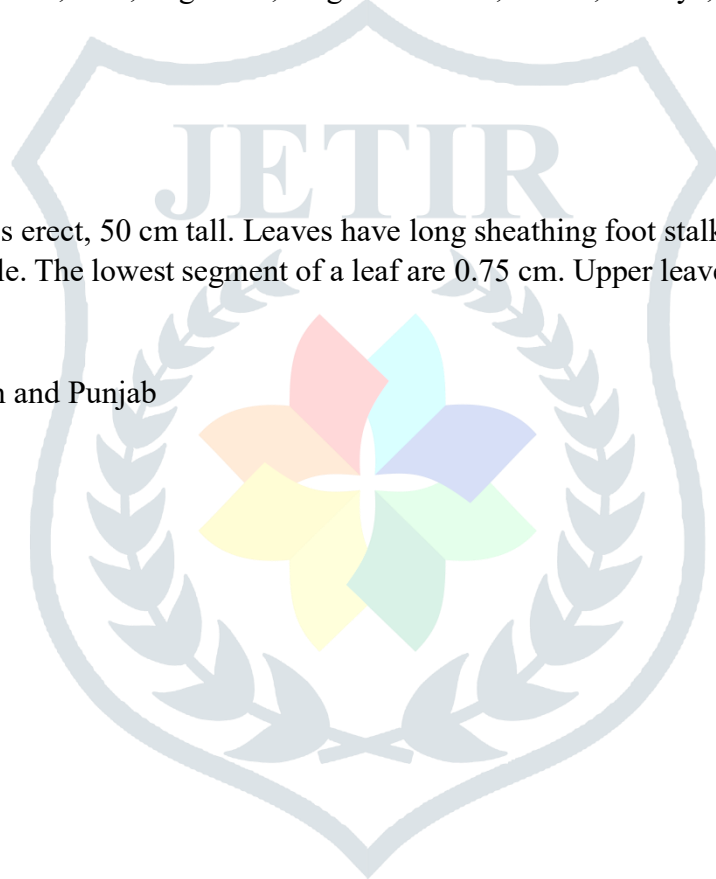 JETIR
s erect, 50 cm tall. Leaves have long sheathing foot stalk
le. The lowest segment of a leaf are 0.75 cm. Upper leave
and Punjab